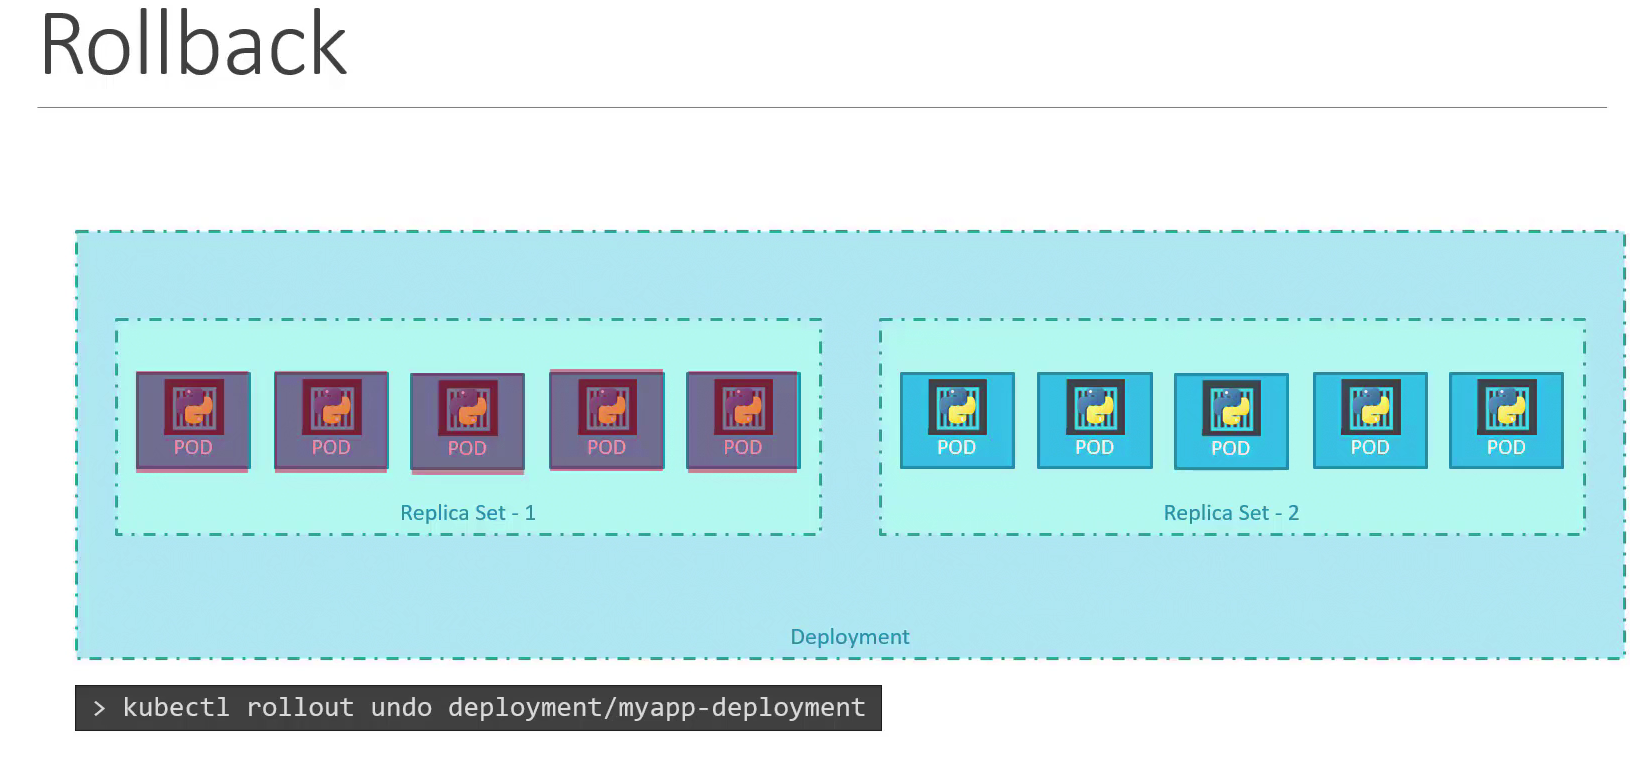 Rollback
POD POD POD POD POD POD POD POD POD POD
Replica Set - 1 Replica Set - 2
Deployment
> kubectl rollout undo deployment/myapp-deployment